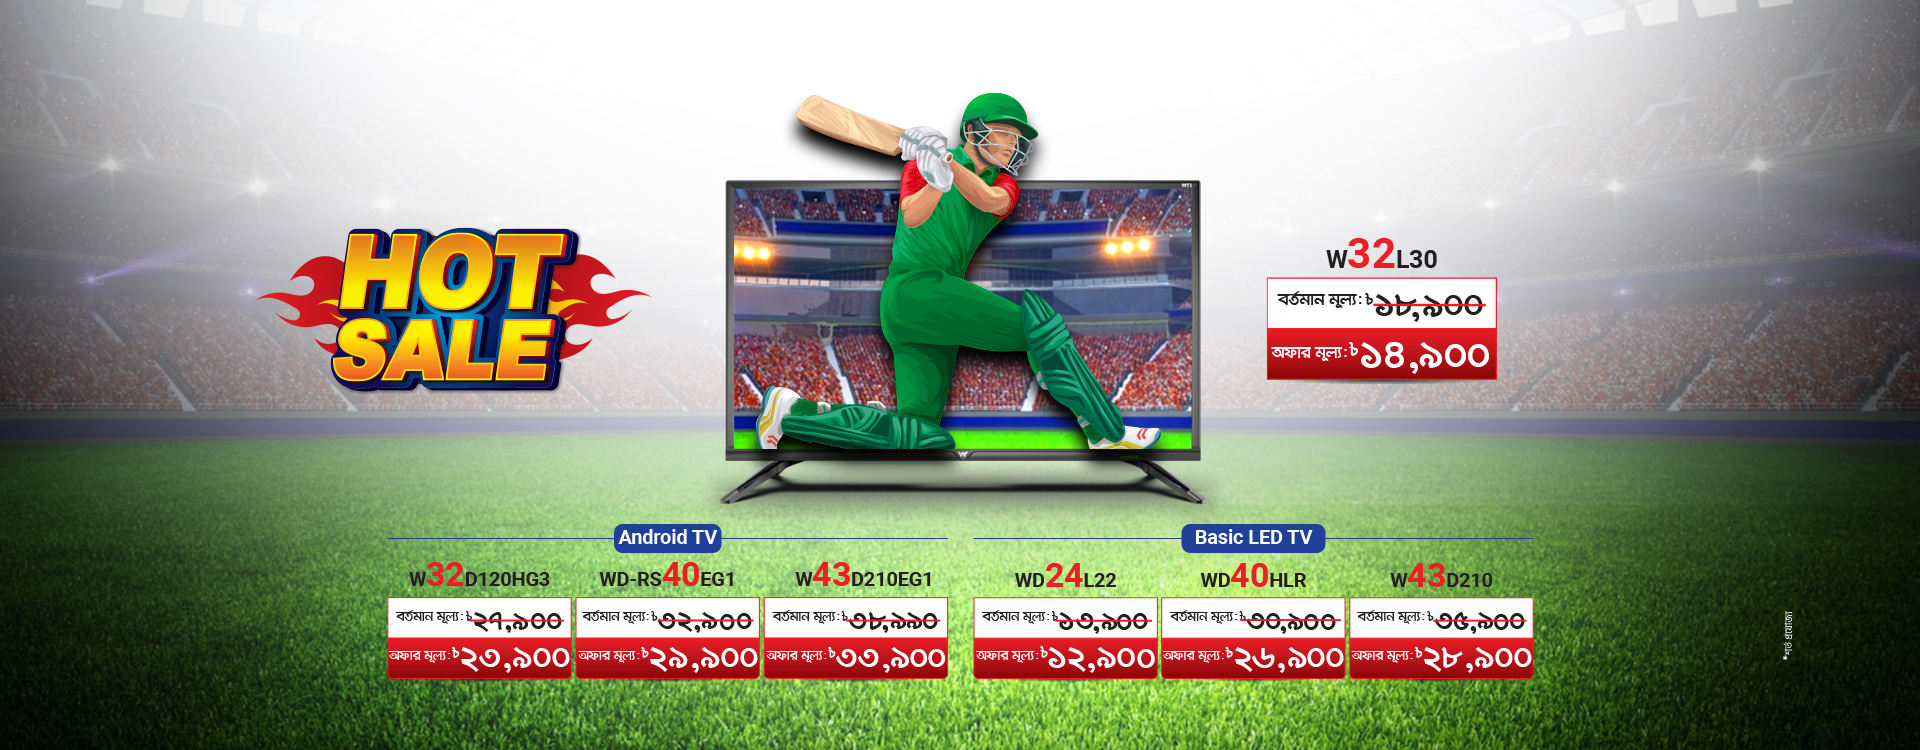 HOT
SALE
W32L30
বর্তমান মূল্য: ৳১৮,৯০০
অফার মূল্য: ৳১৪,৯০০
Android TV
W32D120HG3
বর্তমান মূল্য: ৳২৭,৯০০
অফার মূল্য: ৳২৩,৯০০
WD-RS40EG1
বর্তমান মূল্য: ৳৩২,৯০০
অফার মূল্য: ৳২৯,৯০০
W43D210EG1
বর্তমান মূল্য: ৳৩৮,৯৯০
অফার মূল্য: ৳৩৩,৯০০
Basic LED TV
WD24L22
বর্তমান মূল্য: ৳১৩,৯০০
অফার মূল্য: ৳১২,৯০০
WD40HLR
বর্তমান মূল্য: ৳৩০,৯০০
অফার মূল্য: ৳২৬,৯০০
W43D210
বর্তমান মূল্য: ৳৩৫,৯০০
অফার মূল্য: ৳২৮,৯০০
*শর্ত প্রযোজ্য